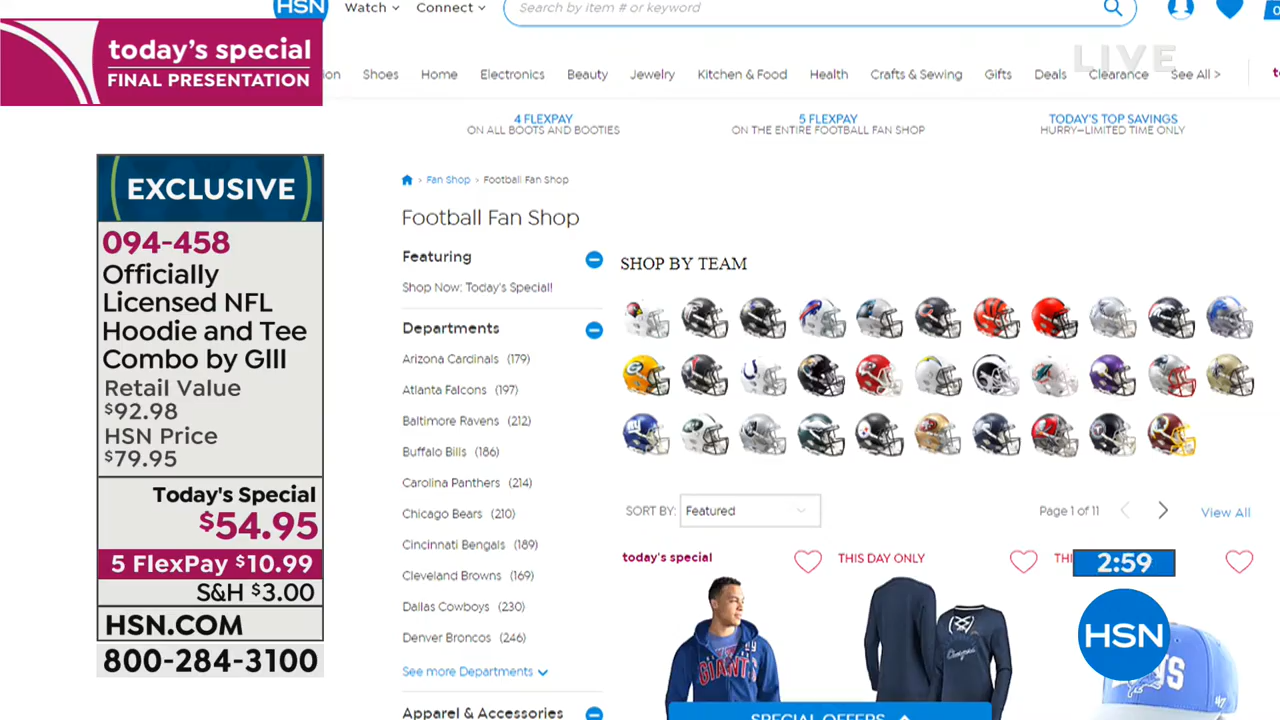 HSN
Watch
Connect
Search by item # or keyword
today's special
FINAL PRESENTATION
LIVE
Shoes
Home
Electronics
Beauty
Jewelry
Kitchen & Food
Health
Crafts & Sewing
Gifts
Deals
Clearance
See All >
4 FLEXPAY
ON ALL BOOTS AND BOOTIES
5 FLEXPAY
ON THE ENTIRE FOOTBALL FAN SHOP
TODAY'S TOP SAVINGS
HURRY—LIMITED TIME ONLY
EXCLUSIVE
094-458
Officially
Licensed NFL
Hoodie and Tee
Combo by GIII
Retail Value
$92.98
HSN Price
$79.95
Today's Special
$54.95
5 FlexPay $10.99
S&H $3.00
HSN.COM
800-284-3100
> Fan Shop > Football Fan Shop
Football Fan Shop
Featuring
Shop Now: Today's Special!
Departments
Arizona Cardinals (179)
Atlanta Falcons (197)
Baltimore Ravens (212)
Buffalo Bills (186)
Carolina Panthers (214)
Chicago Bears (210)
Cincinnati Bengals (189)
Cleveland Browns (169)
Dallas Cowboys (230)
Denver Broncos (246)
See more Departments
Apparel & Accessories
SHOP BY TEAM
SORT BY: Featured
Page 1 of 11
View All
today's special
THIS DAY ONLY
2:59
GIANTS
HSN
SPECIAL OFFERS